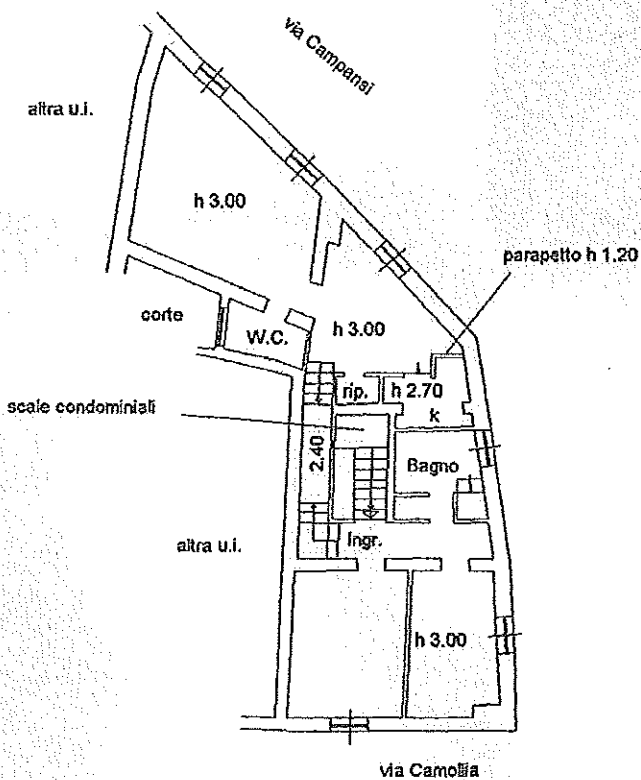 via Campansi
altra u.i.
h 3.00
parapetto h 1.20
corte
W.C.
h 3.00
rip.
h 2.70
k
scale condominiali
2.40
Bagno
altra u.i.
Ingr.
h 3.00
via Camollia